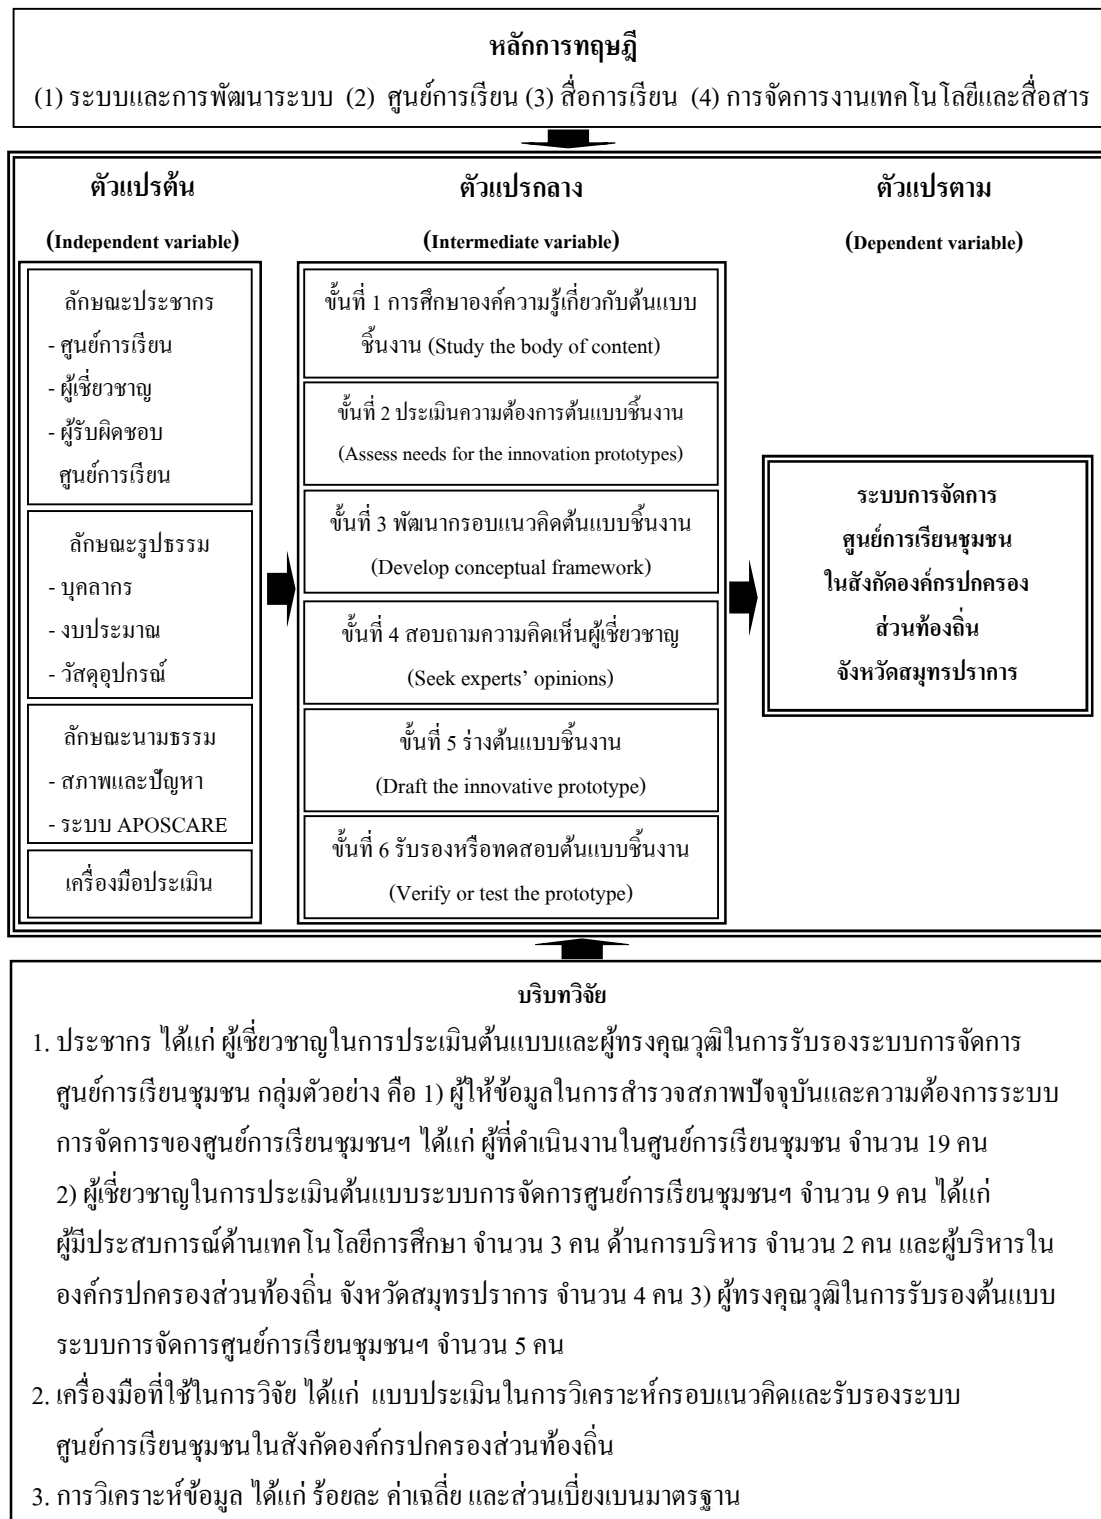 หลักการทฤษฎี
(1) ระบบและการพัฒนาระบบ (2) ศูนย์การเรียน (3) สื่อการเรียน (4) การจัดการงานเทคโนโลยีและสื่อสาร
ตัวแปรต้น
(Independent variable)
ลักษณะประชากร
- ศูนย์การเรียน
- ผู้เชี่ยวชาญ
- ผู้รับผิดชอบ
ศูนย์การเรียน
ลักษณะรูปธรรม
- บุคลากร
- งบประมาณ
- วัสดุอุปกรณ์
ลักษณะนามธรรม
- สภาพและปัญหา
- ระบบ APOSCARE
เครื่องมือประเมิน
ตัวแปรกลาง
(Intermediate variable)
ขั้นที่ 1 การศึกษาองค์ความรู้เกี่ยวกับต้นแบบ
ชิ้นงาน (Study the body of content)
ขั้นที่ 2 ประเมินความต้องการต้นแบบชิ้นงาน
(Assess needs for the innovation prototypes)
ขั้นที่ 3 พัฒนากรอบแนวคิดต้นแบบชิ้นงาน
(Develop conceptual framework)
ขั้นที่ 4 สอบถามความคิดเห็นผู้เชี่ยวชาญ
(Seek experts’ opinions)
ขั้นที่ 5 ร่างต้นแบบชิ้นงาน
(Draft the innovative prototype)
ขั้นที่ 6 รับรองหรือทดสอบต้นแบบชิ้นงาน
(Verify or test the prototype)
ตัวแปรตาม
(Dependent variable)
ระบบการจัดการ
ศูนย์การเรียนชุมชน
ในสังกัดองค์กรปกครอง
ส่วนท้องถิ่น
จังหวัดสมุทรปราการ
บริบทวิจัย
1. ประชากร ได้แก่ ผู้เชี่ยวชาญในการประเมินต้นแบบและผู้ทรงคุณวุฒิในการรับรองระบบการจัดการ
ศูนย์การเรียนชุมชน กลุ่มตัวอย่าง คือ 1) ผู้ให้ข้อมูลในการสำรวจสภาพปัจจุบันและความต้องการระบบ
การจัดการของศูนย์การเรียนชุมชนฯ ได้แก่ ผู้ที่ดำเนินงานในศูนย์การเรียนชุมชน จำนวน 19 คน
2) ผู้เชี่ยวชาญในการประเมินต้นแบบระบบการจัดการศูนย์การเรียนชุมชนฯ จำนวน 9 คน ได้แก่
ผู้มีประสบการณ์ด้านเทคโนโลยีการศึกษา จำนวน 3 คน ด้านการบริหาร จำนวน 2 คน และผู้บริหารใน
องค์กรปกครองส่วนท้องถิ่น จังหวัดสมุทรปราการ จำนวน 4 คน 3) ผู้ทรงคุณวุฒิในการรับรองต้นแบบ
ระบบการจัดการศูนย์การเรียนชุมชนฯ จำนวน 5 คน
2. เครื่องมือที่ใช้ในการวิจัย ได้แก่ แบบประเมินในการวิเคราะห์กรอบแนวคิดและรับรองระบบ
ศูนย์การเรียนชุมชนในสังกัดองค์กรปกครองส่วนท้องถิ่น
3. การวิเคราะห์ข้อมูล ได้แก่ ร้อยละ ค่าเฉลี่ย และส่วนเบี่ยงเบนมาตรฐาน